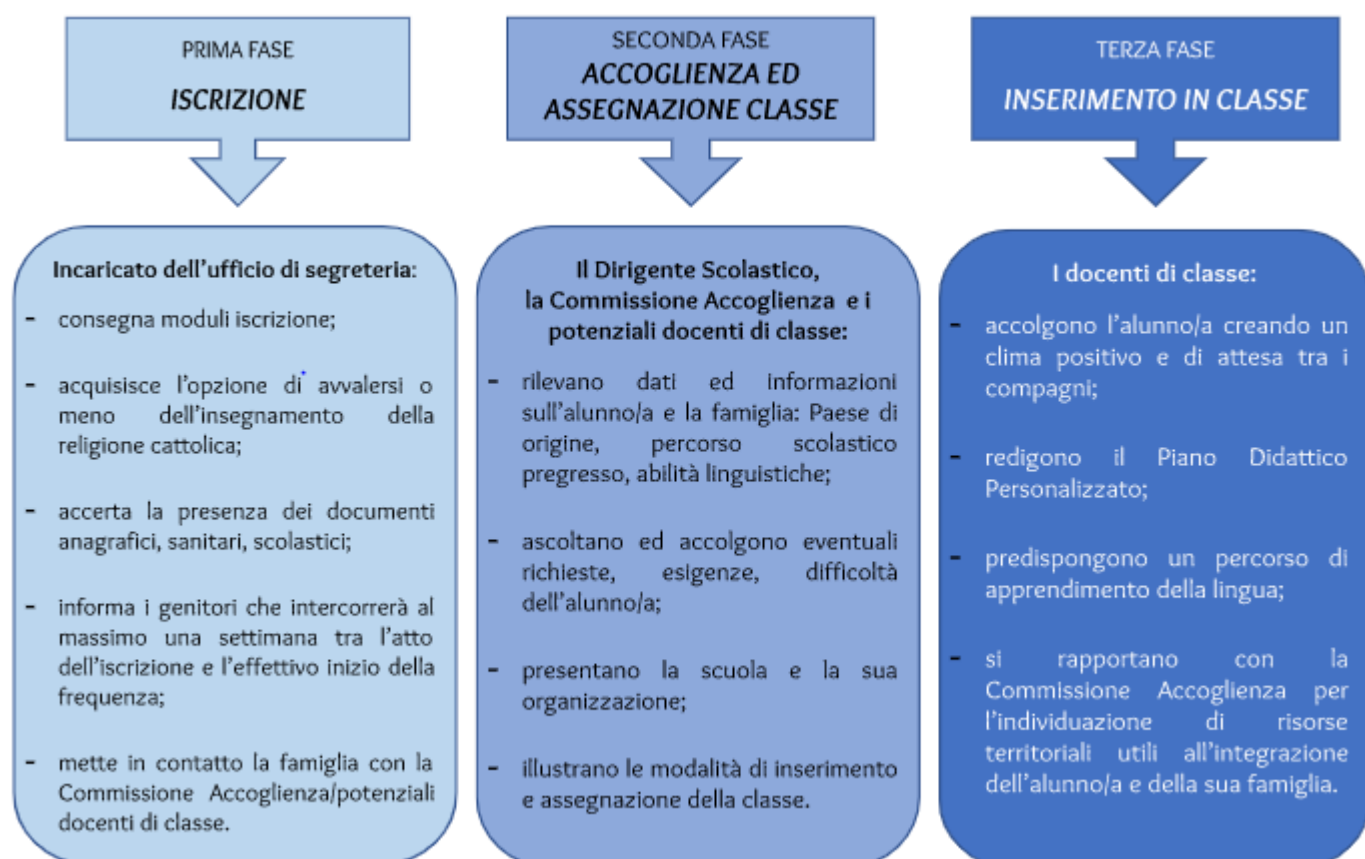 PRIMA FASE
ISCRIZIONE
Incaricato dell'ufficio di segreteria:
- consegna moduli iscrizione;
- acquisisce l'opzione di avvalersi o
meno dell'insegnamento della
religione cattolica;
- accerta la presenza dei documenti
anagrafici, sanitari, scolastici;
- informa i genitori che intercorrerà al
massimo una settimana tra l'atto
dell'iscrizione e l'effettivo inizio della
frequenza;
- mette in contatto la famiglia con la
Commissione Accoglienza/potenziali
docenti di classe.
SECONDA FASE
ACCOGLIENZA ED
ASSEGNAZIONE CLASSE
Il Dirigente Scolastico,
la Commissione Accoglienza e i
potenziali docenti di classe:
- rilevano dati ed informazioni
sull'alunno/a e la famiglia: Paese di
origine, percorso scolastico
pregresso, abilità linguistiche;
- ascoltano ed accolgono eventuali
richieste, esigenze, difficoltà
dell'alunno/a;
- presentano la scuola e la sua
organizzazione;
- illustrano le modalità di inserimento
e assegnazione della classe.
TERZA FASE
INSERIMENTO IN CLASSE
I docenti di classe:
- accolgono l'alunno/a creando un
clima positivo e di attesa tra i
compagni;
- redigono il Piano Didattico
Personalizzato;
- predispongono un percorso di
apprendimento della lingua;
- si rapportano con la
Commissione Accoglienza per
l'individuazione di risorse
territoriali utili all'integrazione
dell'alunno/a e della sua famiglia.